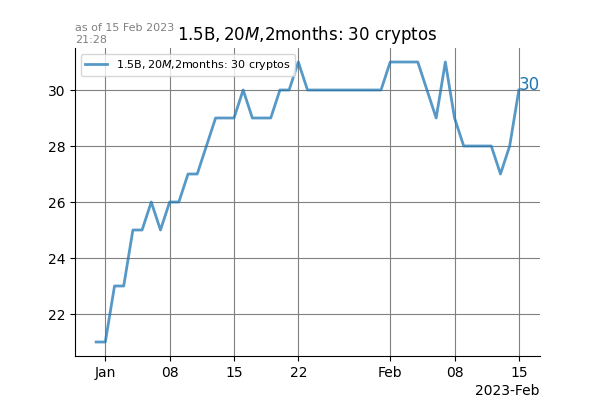 as of 15 Feb 2023
21:28
1.5B, 20M,2months: 30 cryptos
1.5B, 20M,2months: 30 cryptos
30
30
28
26
24
22
Jan 08 15 22 Feb 08 15
2023-Feb